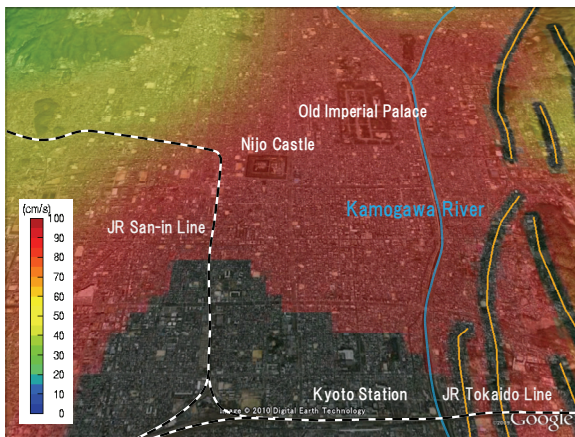 Old Imperial Palace
Nijo Castle
Kamogawa River
(cm/s)
100
90
80
70
60
50
40
30
20
10
0
JR San-in Line
Kyoto Station
JR Tokaido Line
Image © 2010 Digital Earth Technology
Google